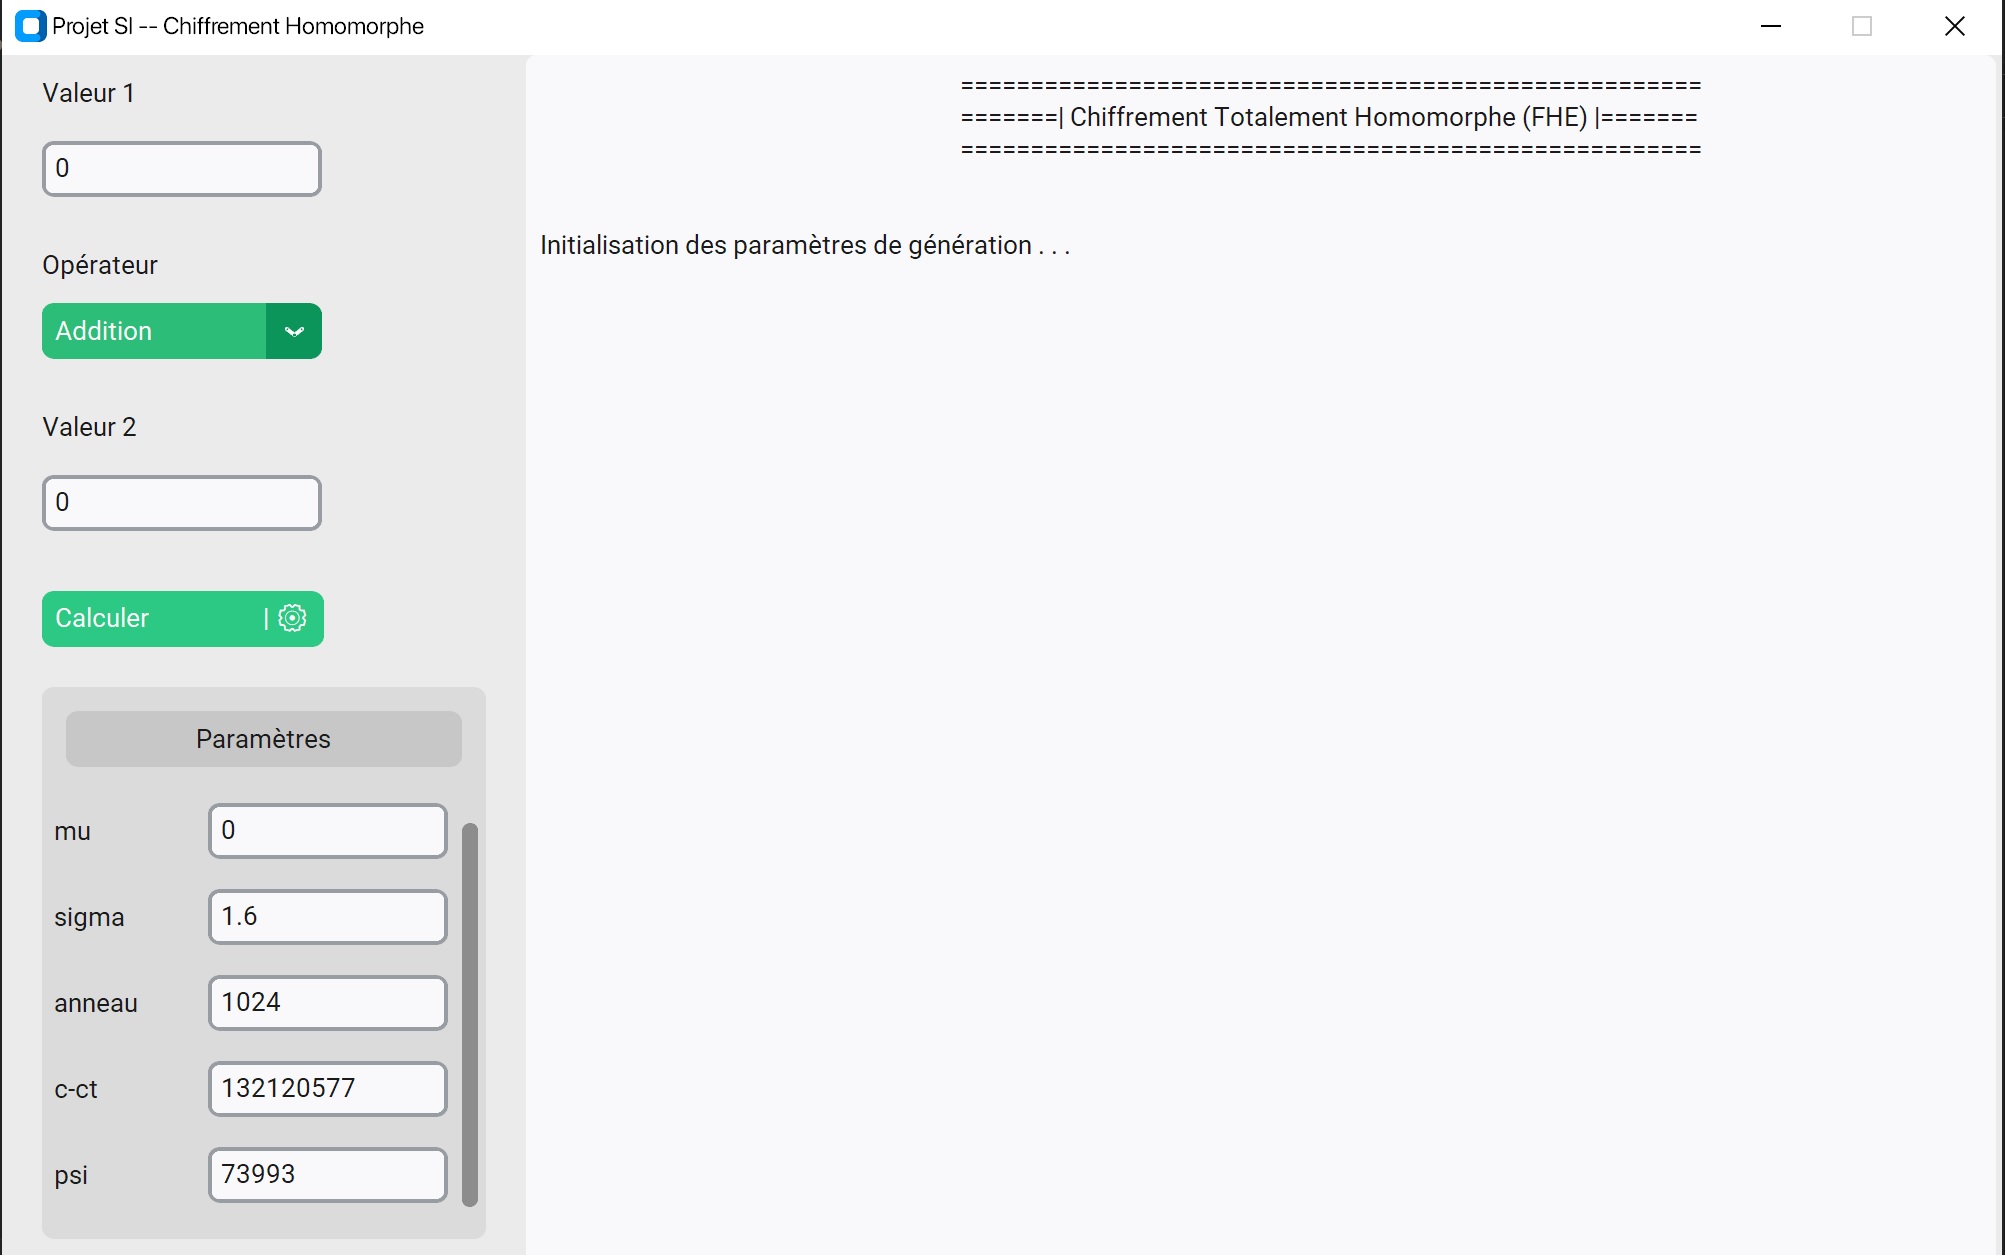 Projet SI -- Chiffrement Homomorphe
Valeur 1
0
Opérateur
Addition
Valeur 2
0
Calculer |
Paramètres
mu 0
sigma 1.6
anneau 1024
c-ct 132120577
psi 73993
=====================================================
=======| Chiffrement Totalement Homomorphe (FHE) |=======
=====================================================
Initialisation des paramètres de génération . . .